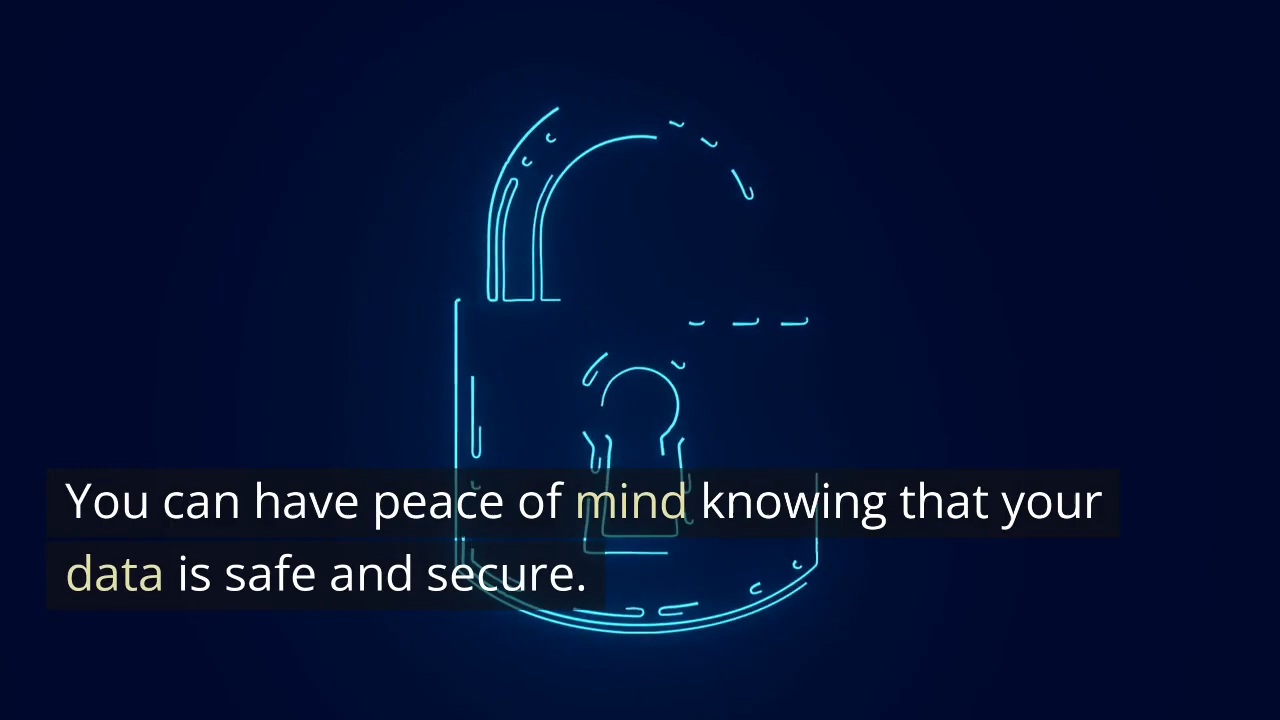 You can have peace of mind knowing that your
data is safe and secure.